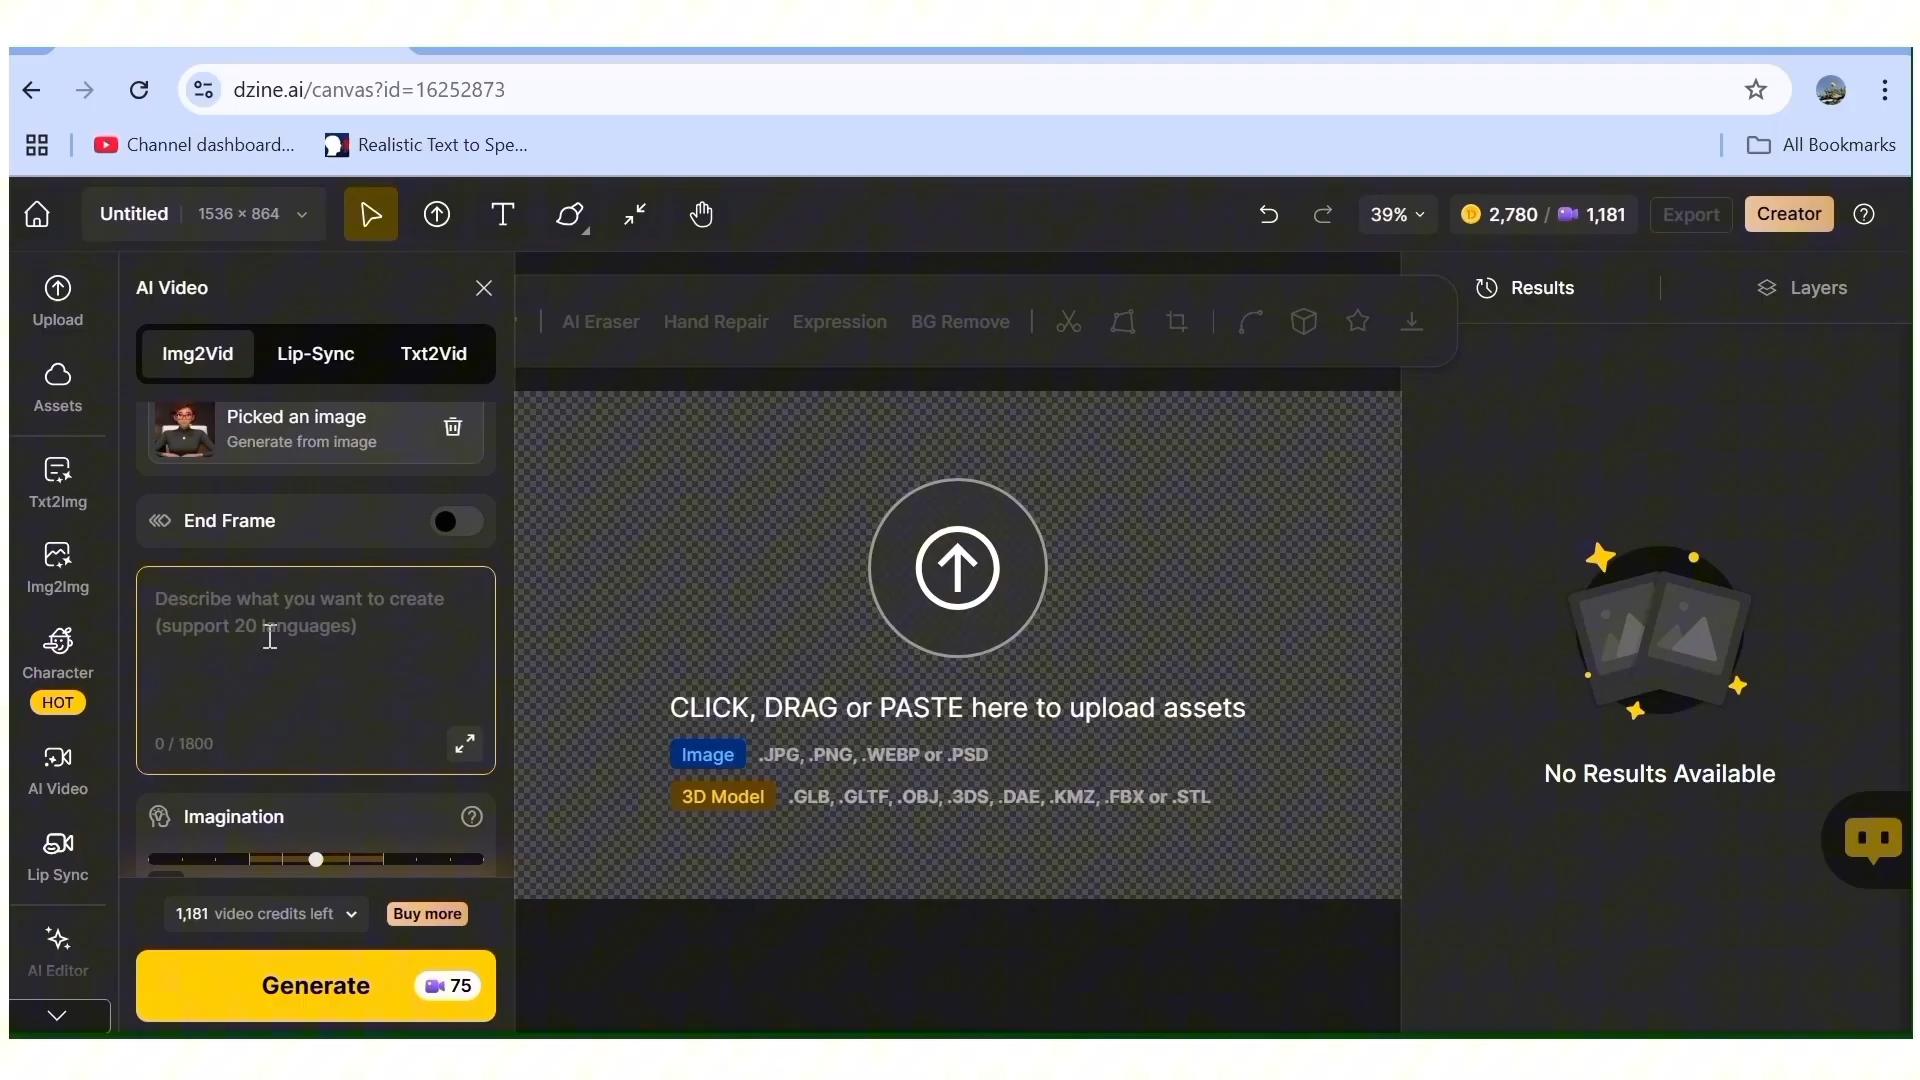 dzine.ai/canvas?id=16252873
Channel dashboard...
Realistic Text to Spe...
All Bookmarks
Untitled
1536 × 864
39%
2,780 / 1,181
Export
Creator
AI Video
Upload
Assets
Txt2Img
Img2Img
Character
HOT
AI Video
Lip Sync
AI Editor
Img2Vid
Lip-Sync
Txt2Vid
Picked an image
Generate from image
End Frame
Describe what you want to create
(support 20 languages)
0 / 1800
Imagination
1,181 video credits left
Buy more
Generate
75
AI Eraser
Hand Repair
Expression
BG Remove
CLICK, DRAG or PASTE here to upload assets
Image .JPG, .PNG, .WEBP or .PSD
3D Model .GLB, .GLTF, .OBJ, .3DS, .DAE, .KMZ, .FBX or .STL
Results
Layers
No Results Available